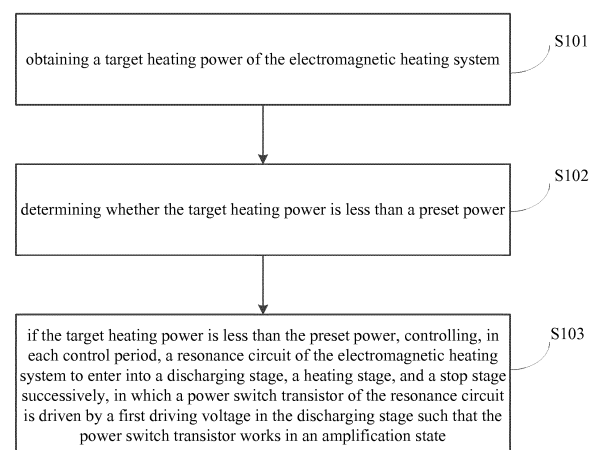 obtaining a target heating power of the electromagnetic heating system
S101
determining whether the target heating power is less than a preset power
S102
if the target heating power is less than the preset power, controlling, in
each control period, a resonance circuit of the electromagnetic heating
system to enter into a discharging stage, a heating stage, and a stop stage
successively, in which a power switch transistor of the resonance circuit
is driven by a first driving voltage in the discharging stage such that the
power switch transistor works in an amplification state
S103